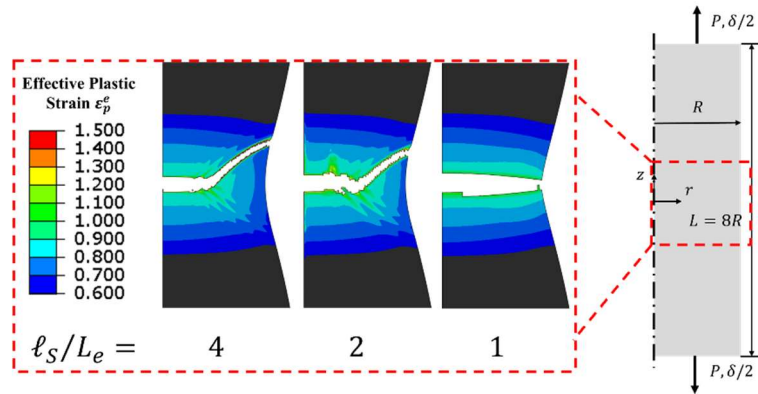 Effective Plastic
Strain εₚᵉ
1.500
1.400
1.300
1.200
1.100
1.000
0.900
0.800
0.700
0.600
ℓ_S/L_e = 4 2 1
P, δ/2
R
z
r
L = 8R
P, δ/2